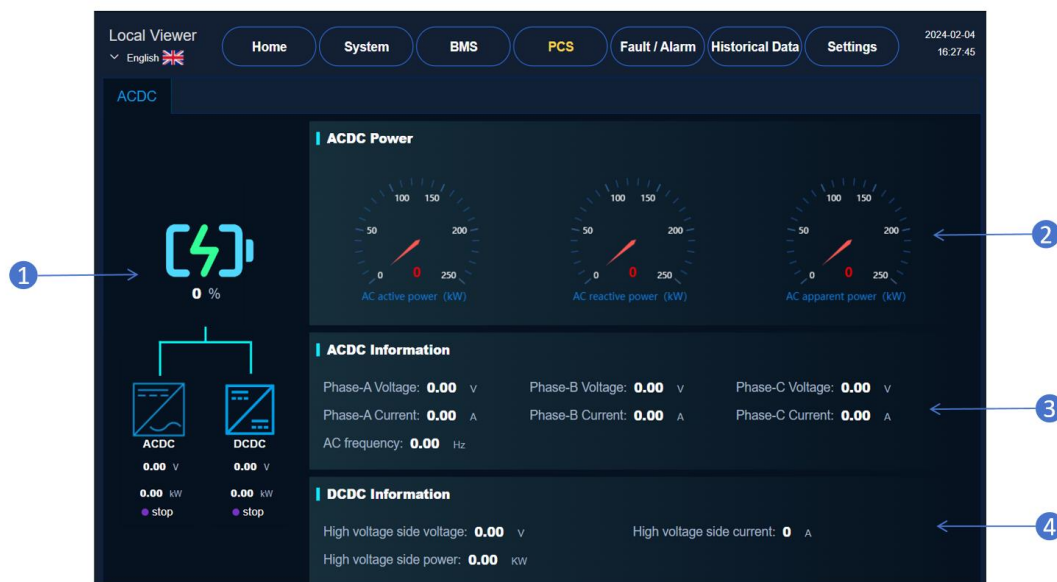 Local Viewer
English
Home
System
BMS
PCS
Fault / Alarm
Historical Data
Settings
2024-02-04
16:27:45
ACDC
1
0 %
ACDC
DCDC
0.00 V
0.00 V
0.00 kW
0.00 kW
stop
stop
ACDC Power
0
50
100
150
200
250
0
AC active power (kW)
0
50
100
150
200
250
0
AC reactive power (kW)
0
50
100
150
200
250
0
AC apparent power (kW)
2
ACDC Information
Phase-A Voltage: 0.00 V
Phase-B Voltage: 0.00 V
Phase-C Voltage: 0.00 V
Phase-A Current: 0.00 A
Phase-B Current: 0.00 A
Phase-C Current: 0.00 A
AC frequency: 0.00 Hz
3
DCDC Information
High voltage side voltage: 0.00 V
High voltage side current: 0 A
High voltage side power: 0.00 KW
4